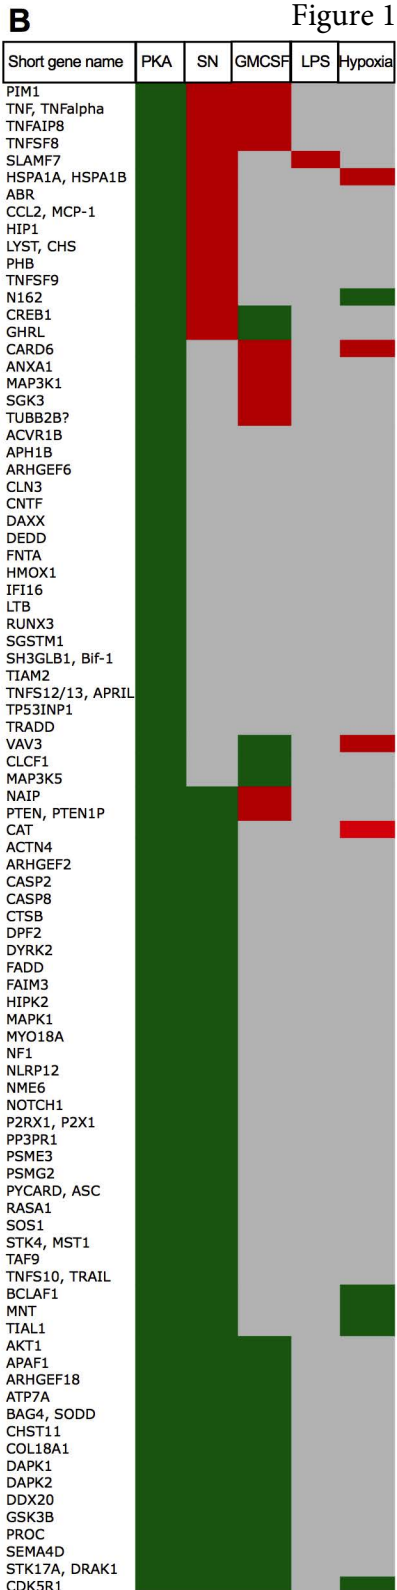 B
Figure 1
Short gene name PKA SN GMCSF LPS Hypoxia
PIM1
TNF, TNFalpha
TNFAIP8
TNFSF8
SLAMF7
HSPA1A, HSPA1B
ABR
CCL2, MCP-1
HIP1
LYST, CHS
PHB
TNFSF9
N162
CREB1
GHRL
CARD6
ANXA1
MAP3K1
SGK3
TUBB2B?
ACVR1B
APH1B
ARHGEF6
CLN3
CNTF
DAXX
DEDD
FNTA
HMOX1
IFI16
LTB
RUNX3
SGSTM1
SH3GLB1, Bif-1
TIAM2
TNFS12/13, APRIL
TP53INP1
TRADD
VAV3
CLCF1
MAP3K5
NAIP
PTEN, PTEN1P
CAT
ACTN4
ARHGEF2
CASP2
CASP8
CTSB
DPF2
DYRK2
FADD
FAIM3
HIPK2
MAPK1
MYO18A
NF1
NLRP12
NME6
NOTCH1
P2RX1, P2X1
PP3PR1
PSME3
PSMG2
PYCARD, ASC
RASA1
SOS1
STK4, MST1
TAF9
TNFS10, TRAIL
BCLAF1
MNT
TIAL1
AKT1
APAF1
ARHGEF18
ATP7A
BAG4, SODD
CHST11
COL18A1
DAPK1
DAPK2
DDX20
GSK3B
PROC
SEMA4D
STK17A, DRAK1
CDK5R1